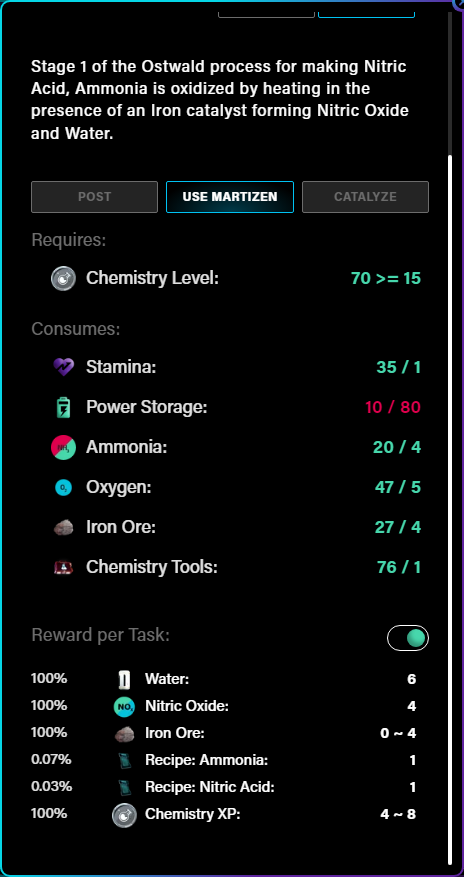 Stage 1 of the Ostwald process for making Nitric
Acid, Ammonia is oxidized by heating in the
presence of an Iron catalyst forming Nitric Oxide
and Water.
POST USE MARTIZEN CATALYZE
Requires:
Chemistry Level: 70 >= 15
Consumes:
Stamina: 35 / 1
Power Storage: 10 / 80
NH₃ Ammonia: 20 / 4
O₂ Oxygen: 47 / 5
Iron Ore: 27 / 4
Chemistry Tools: 76 / 1
Reward per Task:
100% Water: 6
100% NOₓ Nitric Oxide: 4
100% Iron Ore: 0 ~ 4
0.07% Recipe: Ammonia: 1
0.03% Recipe: Nitric Acid: 1
100% Chemistry XP: 4 ~ 8